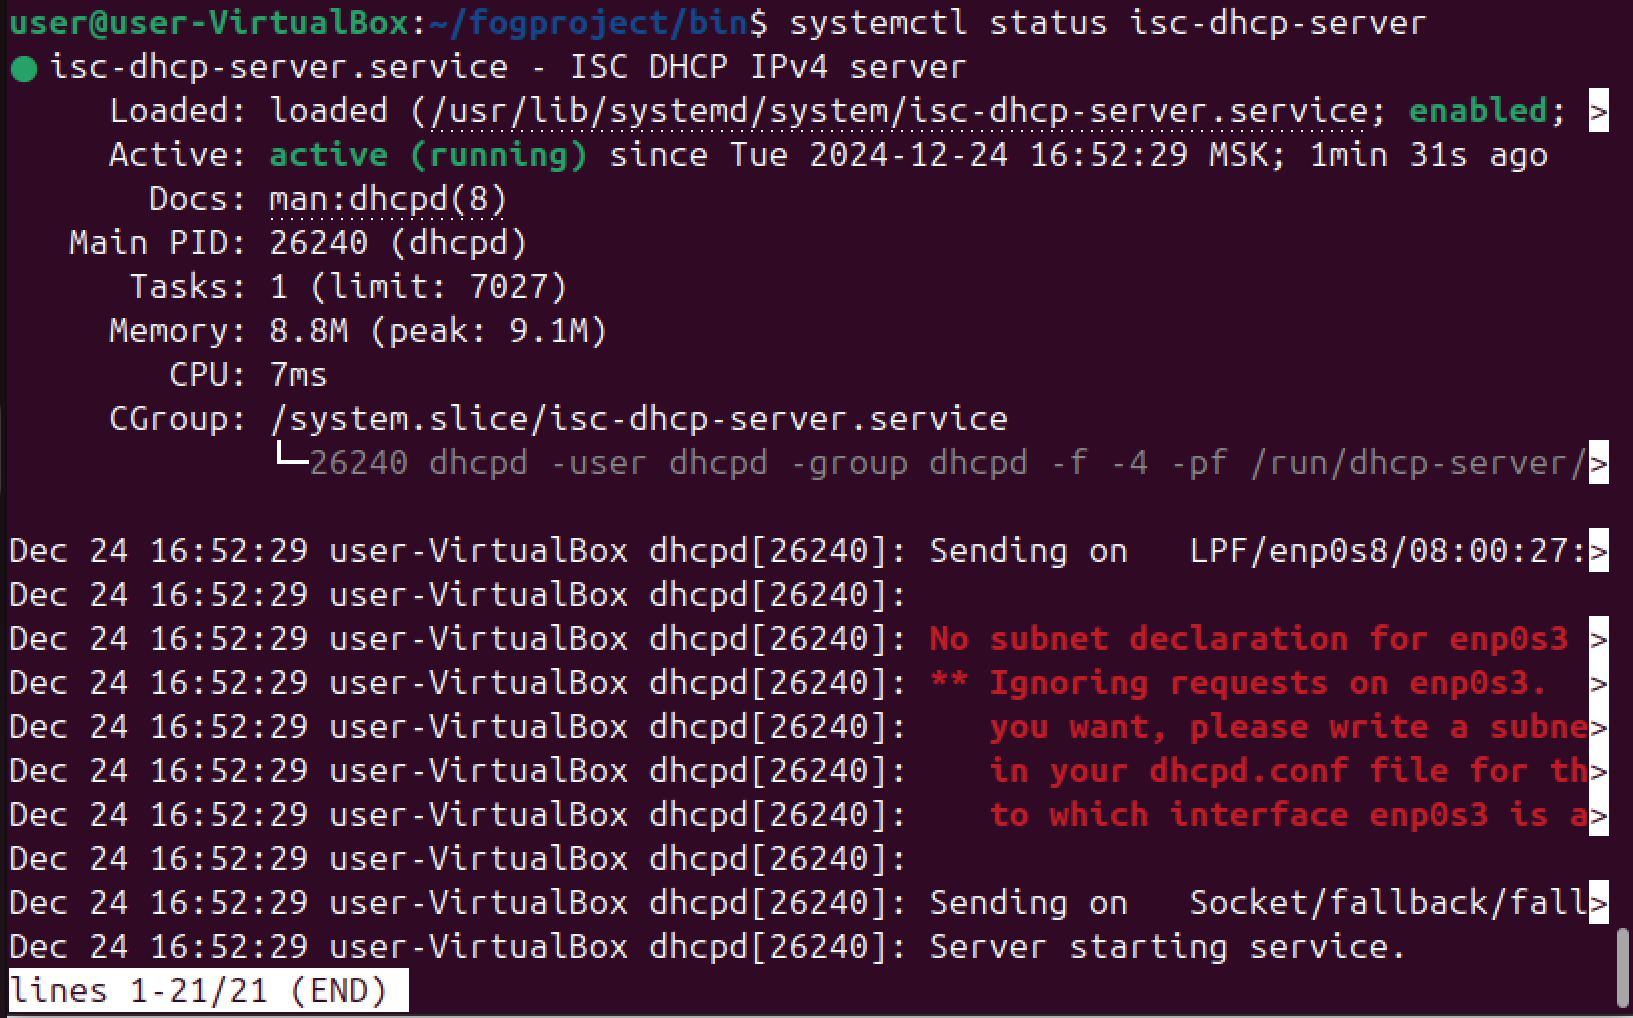 user@user-VirtualBox:~/fogproject/bin$ systemctl status isc-dhcp-server
● isc-dhcp-server.service - ISC DHCP IPv4 server
     Loaded: loaded (/usr/lib/systemd/system/isc-dhcp-server.service; enabled; >
     Active: active (running) since Tue 2024-12-24 16:52:29 MSK; 1min 31s ago
       Docs: man:dhcpd(8)
   Main PID: 26240 (dhcpd)
      Tasks: 1 (limit: 7027)
     Memory: 8.8M (peak: 9.1M)
        CPU: 7ms
     CGroup: /system.slice/isc-dhcp-server.service
             └─26240 dhcpd -user dhcpd -group dhcpd -f -4 -pf /run/dhcp-server/>
Dec 24 16:52:29 user-VirtualBox dhcpd[26240]: Sending on   LPF/enp0s8/08:00:27:>
Dec 24 16:52:29 user-VirtualBox dhcpd[26240]:
Dec 24 16:52:29 user-VirtualBox dhcpd[26240]: No subnet declaration for enp0s3 >
Dec 24 16:52:29 user-VirtualBox dhcpd[26240]: ** Ignoring requests on enp0s3.  >
Dec 24 16:52:29 user-VirtualBox dhcpd[26240]:    you want, please write a subne>
Dec 24 16:52:29 user-VirtualBox dhcpd[26240]:    in your dhcpd.conf file for th>
Dec 24 16:52:29 user-VirtualBox dhcpd[26240]:    to which interface enp0s3 is a>
Dec 24 16:52:29 user-VirtualBox dhcpd[26240]:
Dec 24 16:52:29 user-VirtualBox dhcpd[26240]: Sending on   Socket/fallback/fall>
Dec 24 16:52:29 user-VirtualBox dhcpd[26240]: Server starting service.
lines 1-21/21 (END)